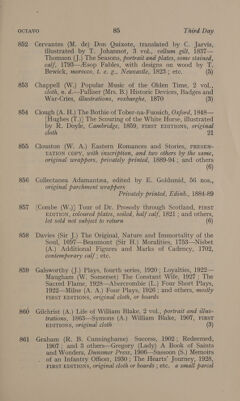 OCTAVO 85 Third Day
852 Cervantes (M. de) Don Quixote, translated by C. Jarvis,
illustrated by T. Johannot, 3 vol., vellum gilt, 1837—
Thomson (J.) The Seasons, portrait and plates, some stained,
calf, 1793—Esop Fables, with designs on wood by T.
Bewick, morocco, t. e. g., Newcastle, 1823; etc. (5)
853 Chappell (W.) Popular Music of the Olden Time, 2 vol.,
cloth, n. d.—Palliser (Mrs. B.) Historic Devices, Badges and
War-Cries, illustrations, roxburghe, 1870 (3)
854 Clough (A. H.) The Bothie of Tober-na-Fuosich, Oxford, 1848—
[Hughes (T.)] The Scouring of the White Horse, illustrated
by R. Doyle, Cambridge, 1859, FIRST EDITIONS, original
cloth 21
855 Clouston (W. A.) Eastern Romances and Stories, PRESEN-
TATION COPY, with inscription, and two others by the same,
original wrappers, privately printed, 1889-94; and others
(6)
856 Collectanea Adamantæa, edited by E. Goldsmid, 56 nos.,
original parchment wrappers
Privately printed, Edinb., 1884-89
857 [Combe (W.)] Tour of Dr. Prosody through Scotland, FIRST
EDITION, coloured plates, soiled, half calf, 1821; and others,
lot sold not subject to return (6)
858 Davies (Sir J.) The Original, Nature and Immortality of the
Soul, 1697—Beaumont (Sir H.) Moralities, 1753—Nisbet
(A.) Additional Figures and Marks of Cadency, 1702,
contemporary calf; etc.
859 Galsworthy (J.) Plays, fourth series, 1920; Loyalties, 1922—
Maugham (W. Somerset) The Constant Wife, 1927; The
Sacred Flame, 1928—Abercrombie (L.) Four Short Plays,
1922—Milne (A. A.) Four Plays, 1926; and others, mostly
FIRST EDITIONS, original cloth, or boards
860 Gilchrist (A.) Life of William Blake, 2 vol., portrait and illus-
trations, 1863—Symons (A.) William Blake, 1907, FIRST
EDITIONS, original cloth (3)
861 Graham (R. B. Cunninghame) Success, 1902; Redeemed,
1907; and 3 others—Gregory (Lady) A Book of Saints
and Wonders, Dunemer Press, 1906—Sassoon (S.) Memoirs
of an Infantry Officer, 1930; The Hearts' Journey, 1928,
FIRST EDITIONS, original cloth or boards; etc. a small parcel